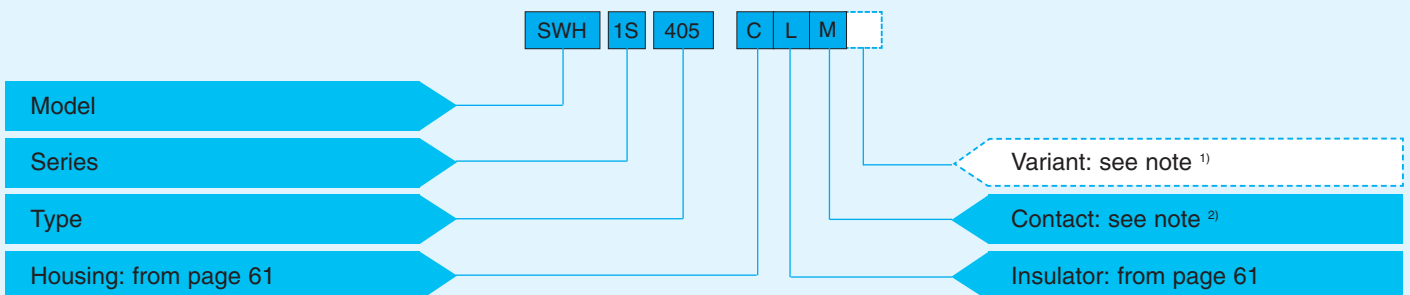 SWH 1S 405 C L M
Model
Series
Variant: see note 1)
Type
Contact: see note 2)
Housing: from page 61
Insulator: from page 61